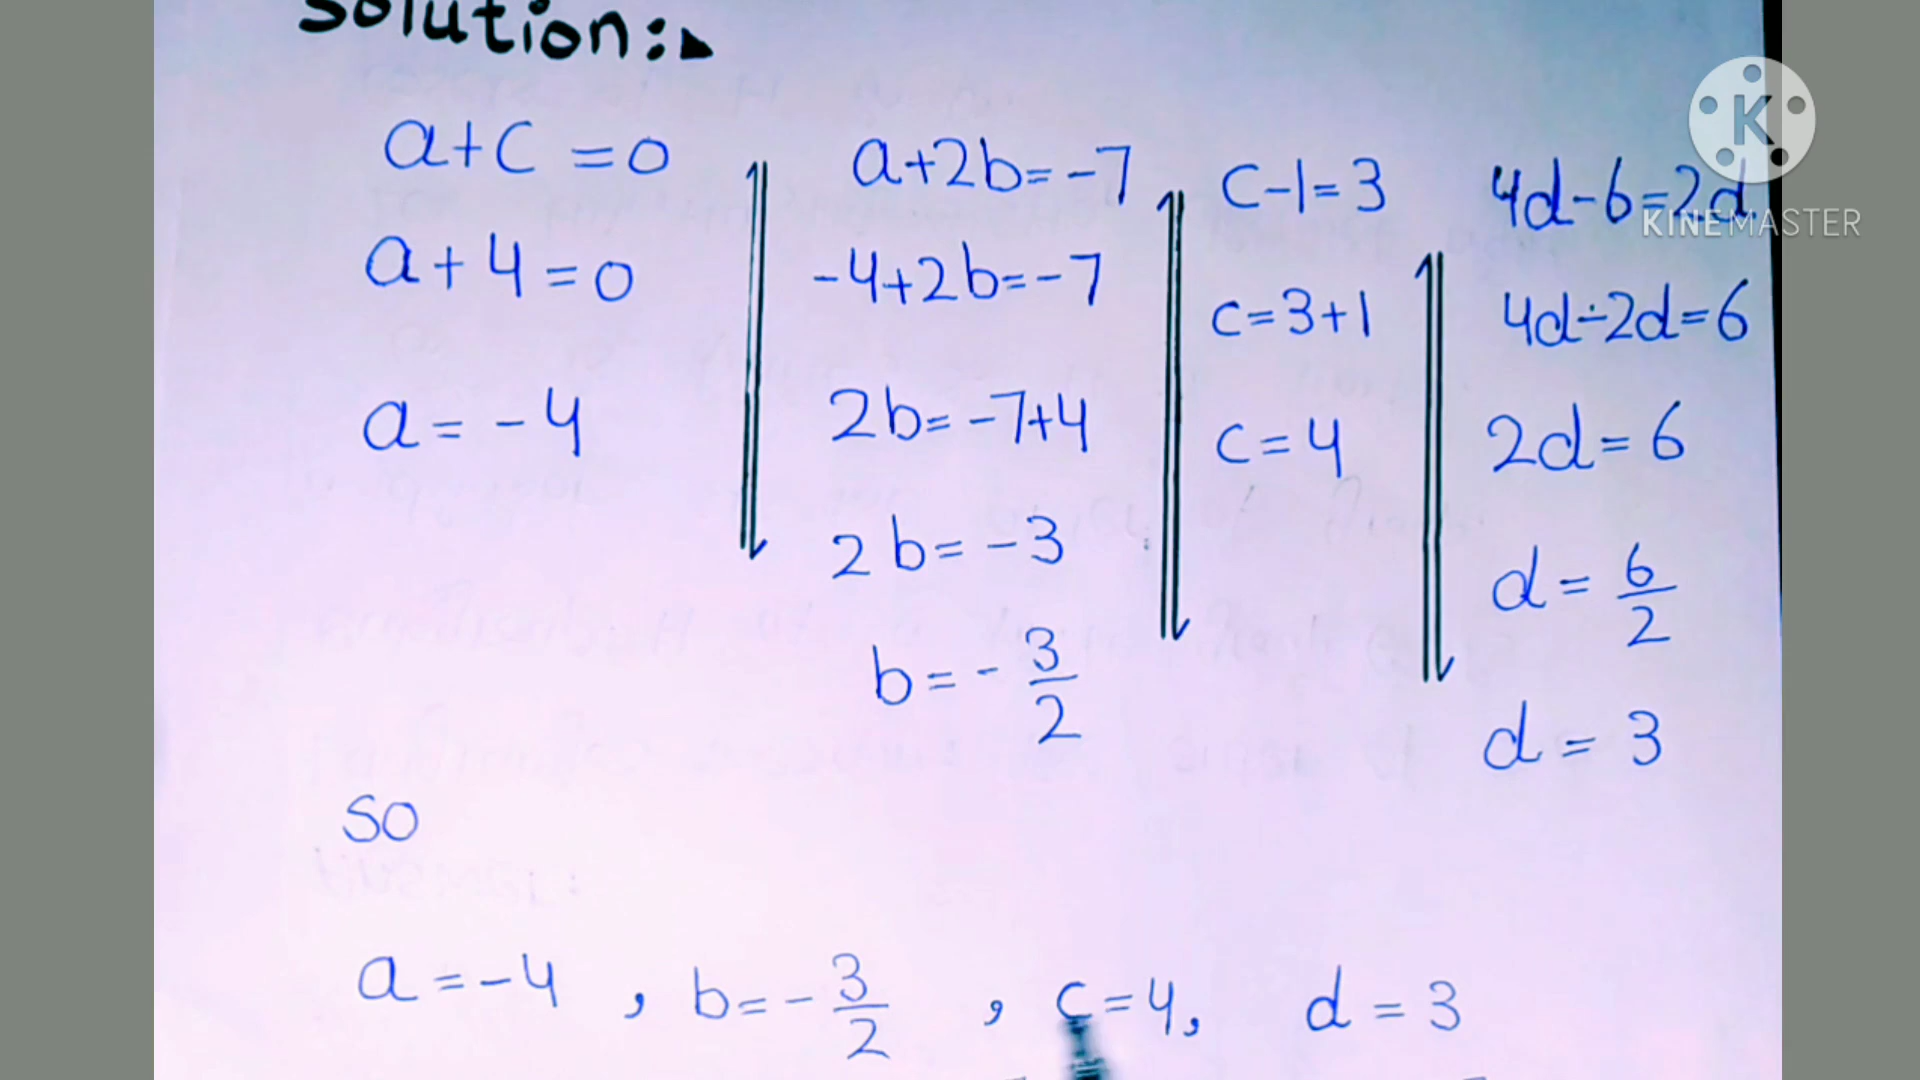 Solution:
a+c=0
a+4=0
a=-4
a+2b=-7
-4+2b=-7
2b=-7+4
2b=-3
b=-3/2
c-1=3
c=3+1
c=4
4d-6=2d
4d-2d=6
2d=6
d=6/2
d=3
so
a=-4, b=-3/2, c=4, d=3
K
KINEMASTER